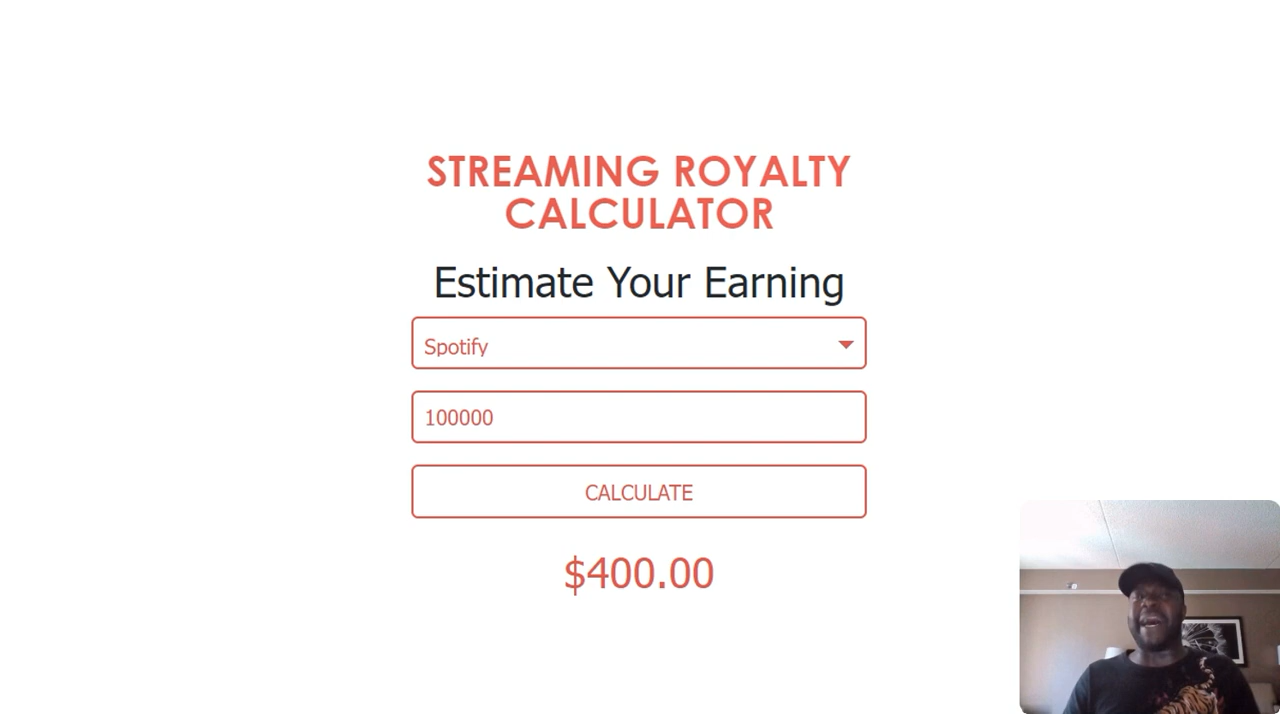 STREAMING ROYALTY
CALCULATOR
Estimate Your Earning
Spotify
100000
CALCULATE
$400.00